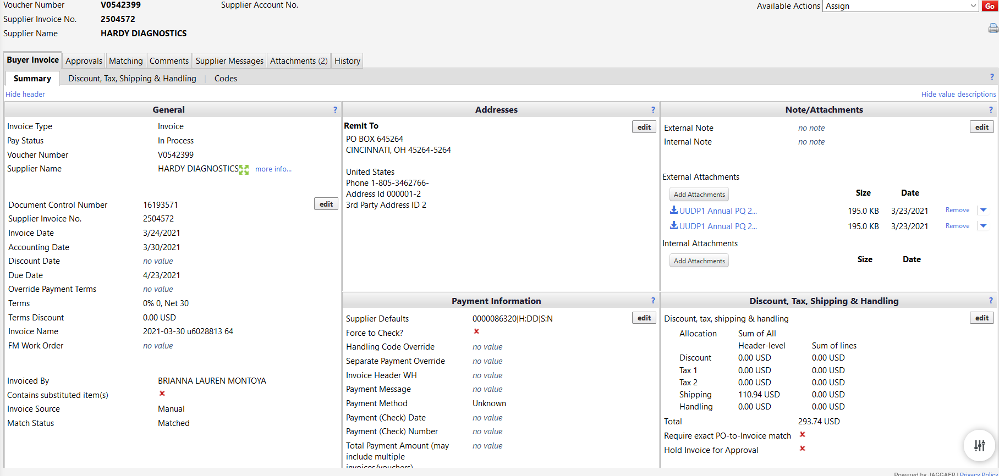 Voucher Number V0542399 Supplier Account No. Available Actions Assign Go
Supplier Invoice No. 2504572
Supplier Name HARDY DIAGNOSTICS
Buyer Invoice Approvals Matching Comments Supplier Messages Attachments (2) History
Summary Discount, Tax, Shipping & Handling Codes ?
Hide header Hide value descriptions
General ?
Invoice Type Invoice
Pay Status In Process
Voucher Number V0542399
Supplier Name HARDY DIAGNOSTICS more info...
Document Control Number 16193571 edit
Supplier Invoice No. 2504572
Invoice Date 3/24/2021
Accounting Date 3/30/2021
Discount Date no value
Due Date 4/23/2021
Override Payment Terms no value
Terms 0% 0, Net 30
Terms Discount 0.00 USD
Invoice Name 2021-03-30 u6028813 64
FM Work Order no value
Invoiced By BRIANNA LAUREN MONTOYA
Contains substituted item(s)
Invoice Source Manual
Match Status Matched
Addresses ?
Remit To edit
PO BOX 645264
CINCINNATI, OH 45264-5264
United States
Phone 1-805-3462766-
Address Id 000001-2
3rd Party Address ID 2
Payment Information ?
Supplier Defaults 0000086320|H:DD|S:N edit
Force to Check?
Handling Code Override no value
Separate Payment Override no value
Invoice Header WH no value
Payment Message no value
Payment Method Unknown
Payment (Check) Date no value
Payment (Check) Number no value
Total Payment Amount (may no value
include multiple
invoices/vouchers)
Note/Attachments ?
External Note no note edit
Internal Note no note
External Attachments
Add Attachments Size Date
UUDP1 Annual PQ 2... 195.0 KB 3/23/2021 Remove
UUDP1 Annual PQ 2... 195.0 KB 3/23/2021 Remove
Internal Attachments
Add Attachments Size Date
Discount, Tax, Shipping & Handling ?
Discount, tax, shipping & handling edit
Allocation Sum of All
Header-level Sum of lines
Discount 0.00 USD 0.00 USD
Tax 1 0.00 USD 0.00 USD
Tax 2 0.00 USD 0.00 USD
Shipping 110.94 USD 0.00 USD
Handling 0.00 USD 0.00 USD
Total 293.74 USD
Require exact PO-to-Invoice match
Hold Invoice for Approval
Powered by JAGGAER | Privacy Policy